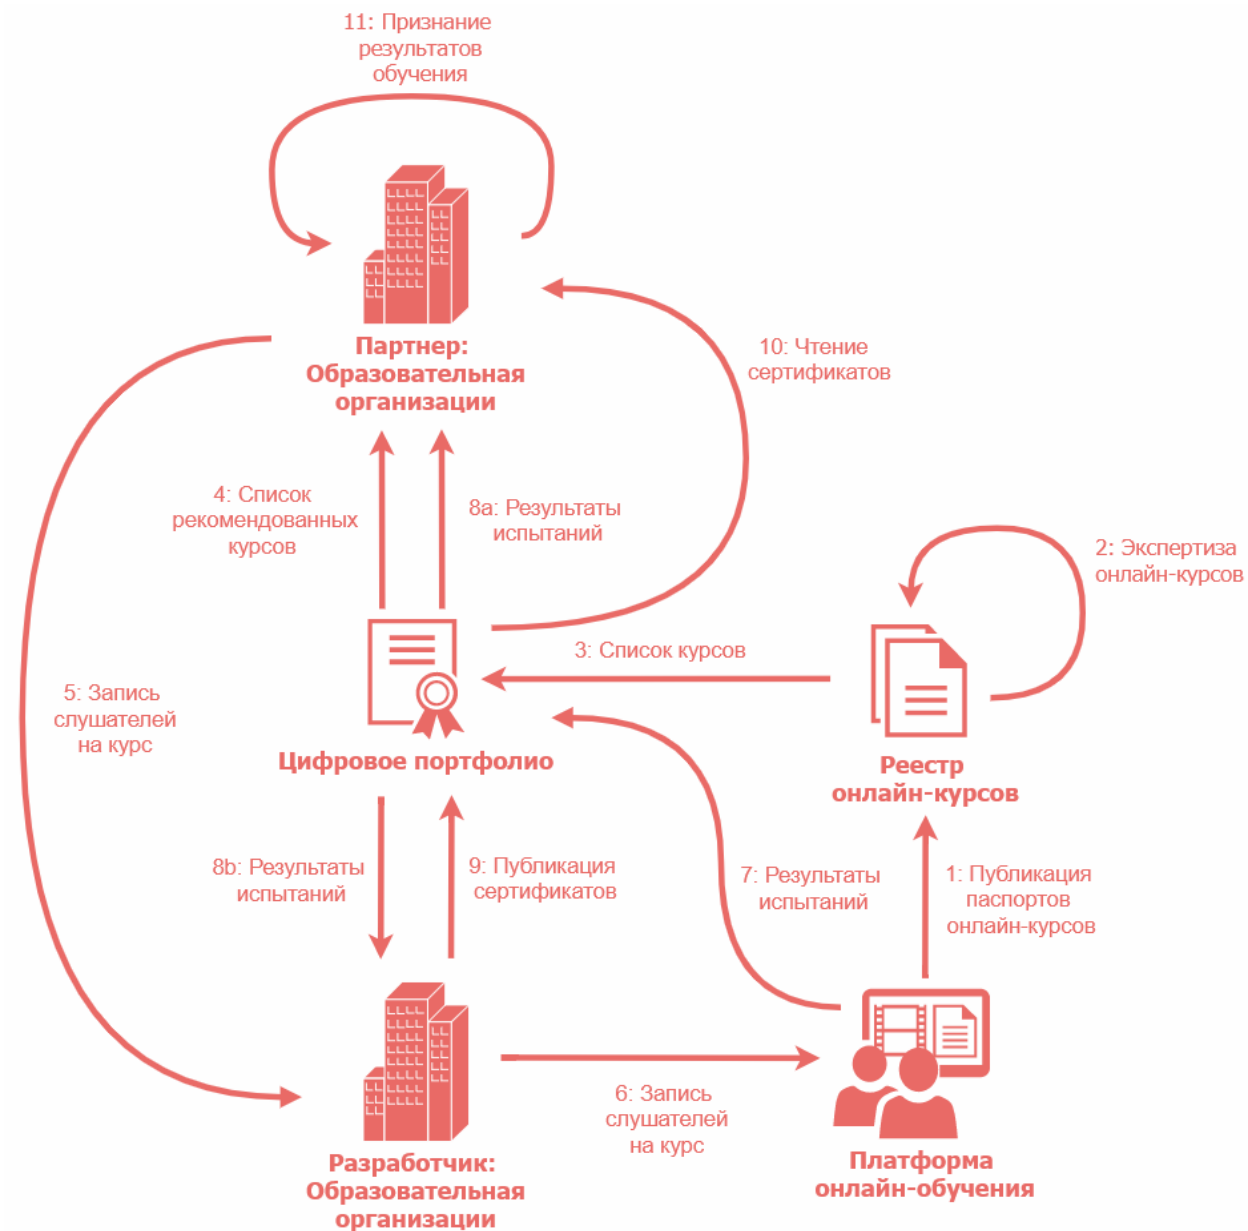 11: Признание
результатов
обучения
Партнер:
Образовательная
организации
10: Чтение
сертификатов
4: Список
рекомендованных
курсов
8a: Результаты
испытаний
2: Экспертиза
онлайн-курсов
3: Список курсов
5: Запись
слушателей
на курс
Цифровое портфолио
Реестр
онлайн-курсов
8b: Результаты
испытаний
9: Публикация
сертификатов
7: Результаты
испытаний
1: Публикация
паспортов
онлайн-курсов
6: Запись
слушателей
на курс
Разработчик:
Образовательная
организации
Платформа
онлайн-обучения